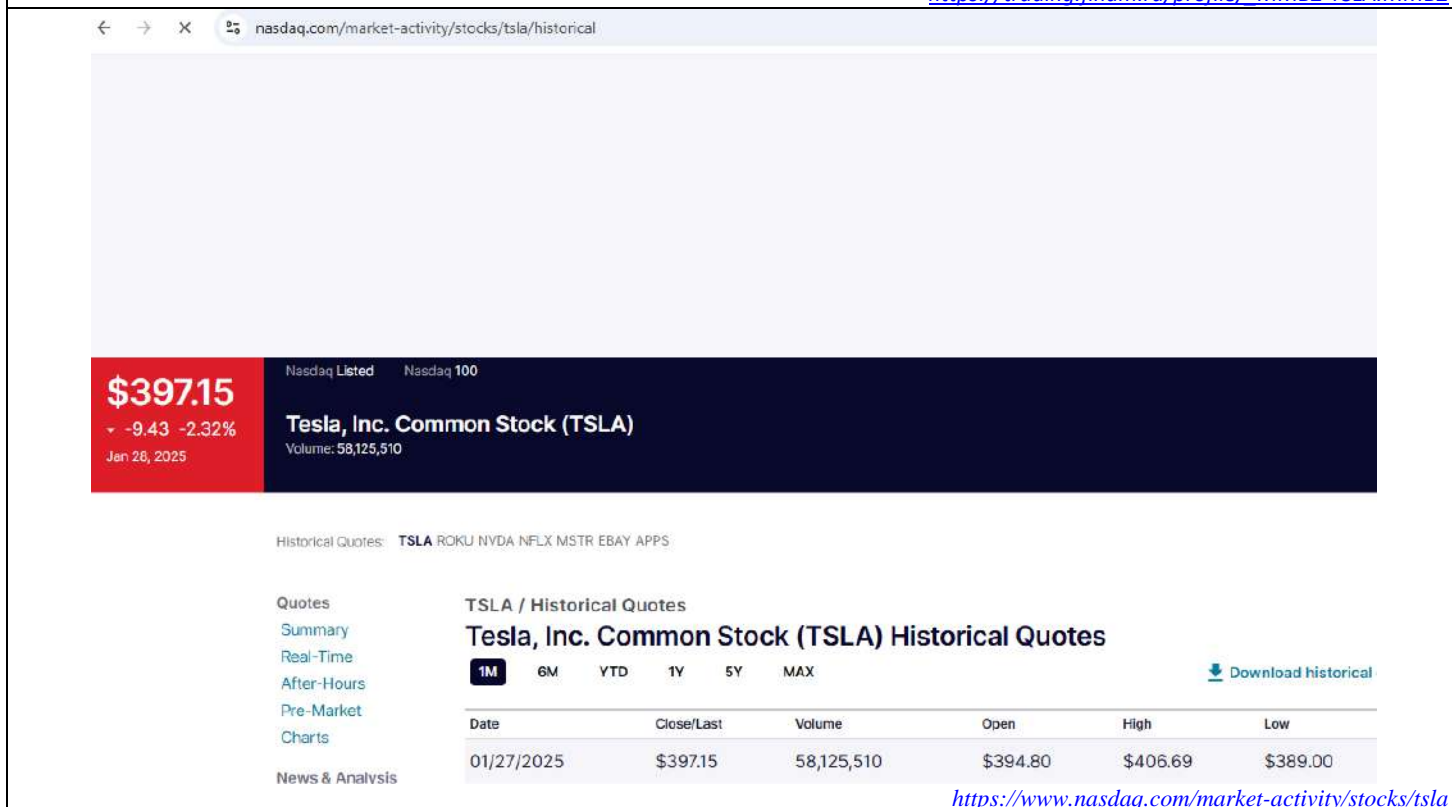 nasdaq.com/market-activity/stocks/tsla/historical
$397.15
Nasdaq Listed Nasdaq 100
-9.43 -2.32%
Tesla, Inc. Common Stock (TSLA)
Jan 28, 2025
Volume: 58,125,510
Historical Quotes: TSLA ROKU NVDA NFLX MSTR EBAY APPS
Quotes
Summary
Real-Time
After-Hours
Pre-Market
Charts
News & Analysis
TSLA / Historical Quotes
Tesla, Inc. Common Stock (TSLA) Historical Quotes
1M 6M YTD 1Y 5Y MAX
Download historical
Date Close/Last Volume Open High Low
01/27/2025 $397.15 58,125,510 $394.80 $406.69 $389.00
https://www.nasdaq.com/market-activity/stocks/tsla